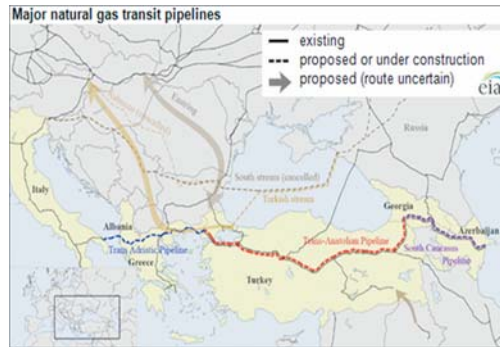 Major natural gas transit pipelines
existing
proposed or under construction
proposed (route uncertain)
eia
Eastring
Russia
South stream (cancelled)
Turkish stream
Italy
Albania
Georgia
Azerbaijan
Trans Adriatic Pipeline
Trans-Anatolian Pipeline
South Caucasus
Pipeline
Greece
Turkey